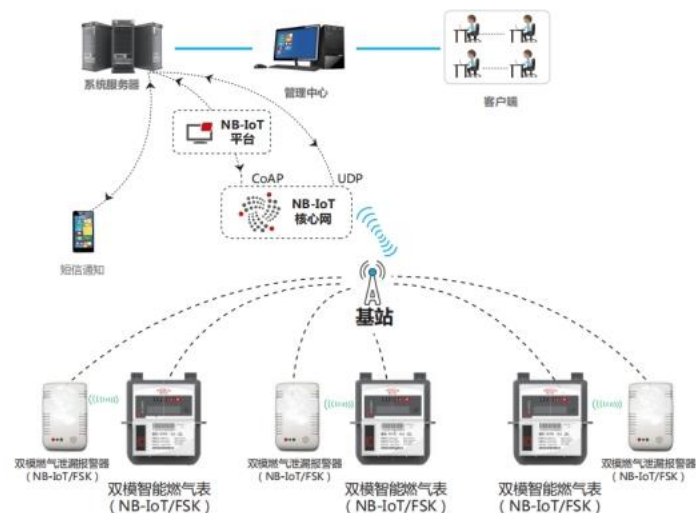 系统服务器
管理中心
客户端
NB-IoT
平台
CoAP
UDP
NB-IoT
核心网
短信通知
基站
双模燃气泄漏报警器
（NB-IoT/FSK）
双模智能燃气表
（NB-IoT/FSK）
双模燃气泄漏报警器
（NB-IoT/FSK）
双模智能燃气表
（NB-IoT/FSK）
双模智能燃气表
（NB-IoT/FSK）
双模燃气泄漏报警器
（NB-IoT/FSK）